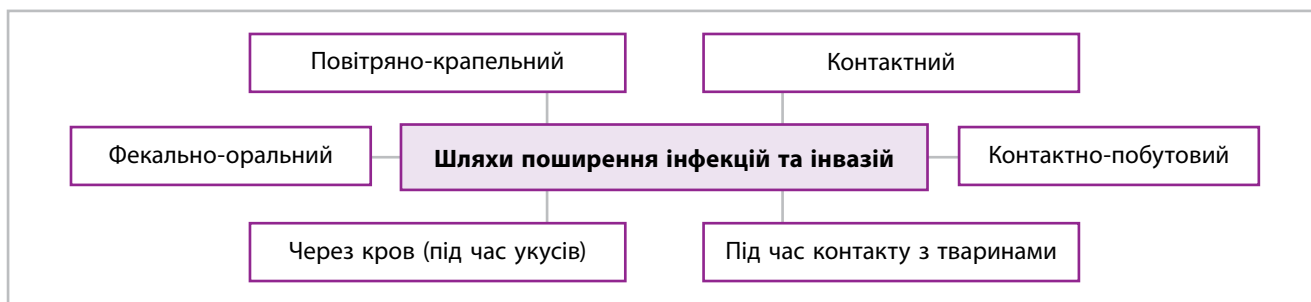 Повітряно-крапельний
Контактний
Фекально-оральний
Шляхи поширення інфекцій та інвазій
Контактно-побутовий
Через кров (під час укусів)
Під час контакту з тваринами